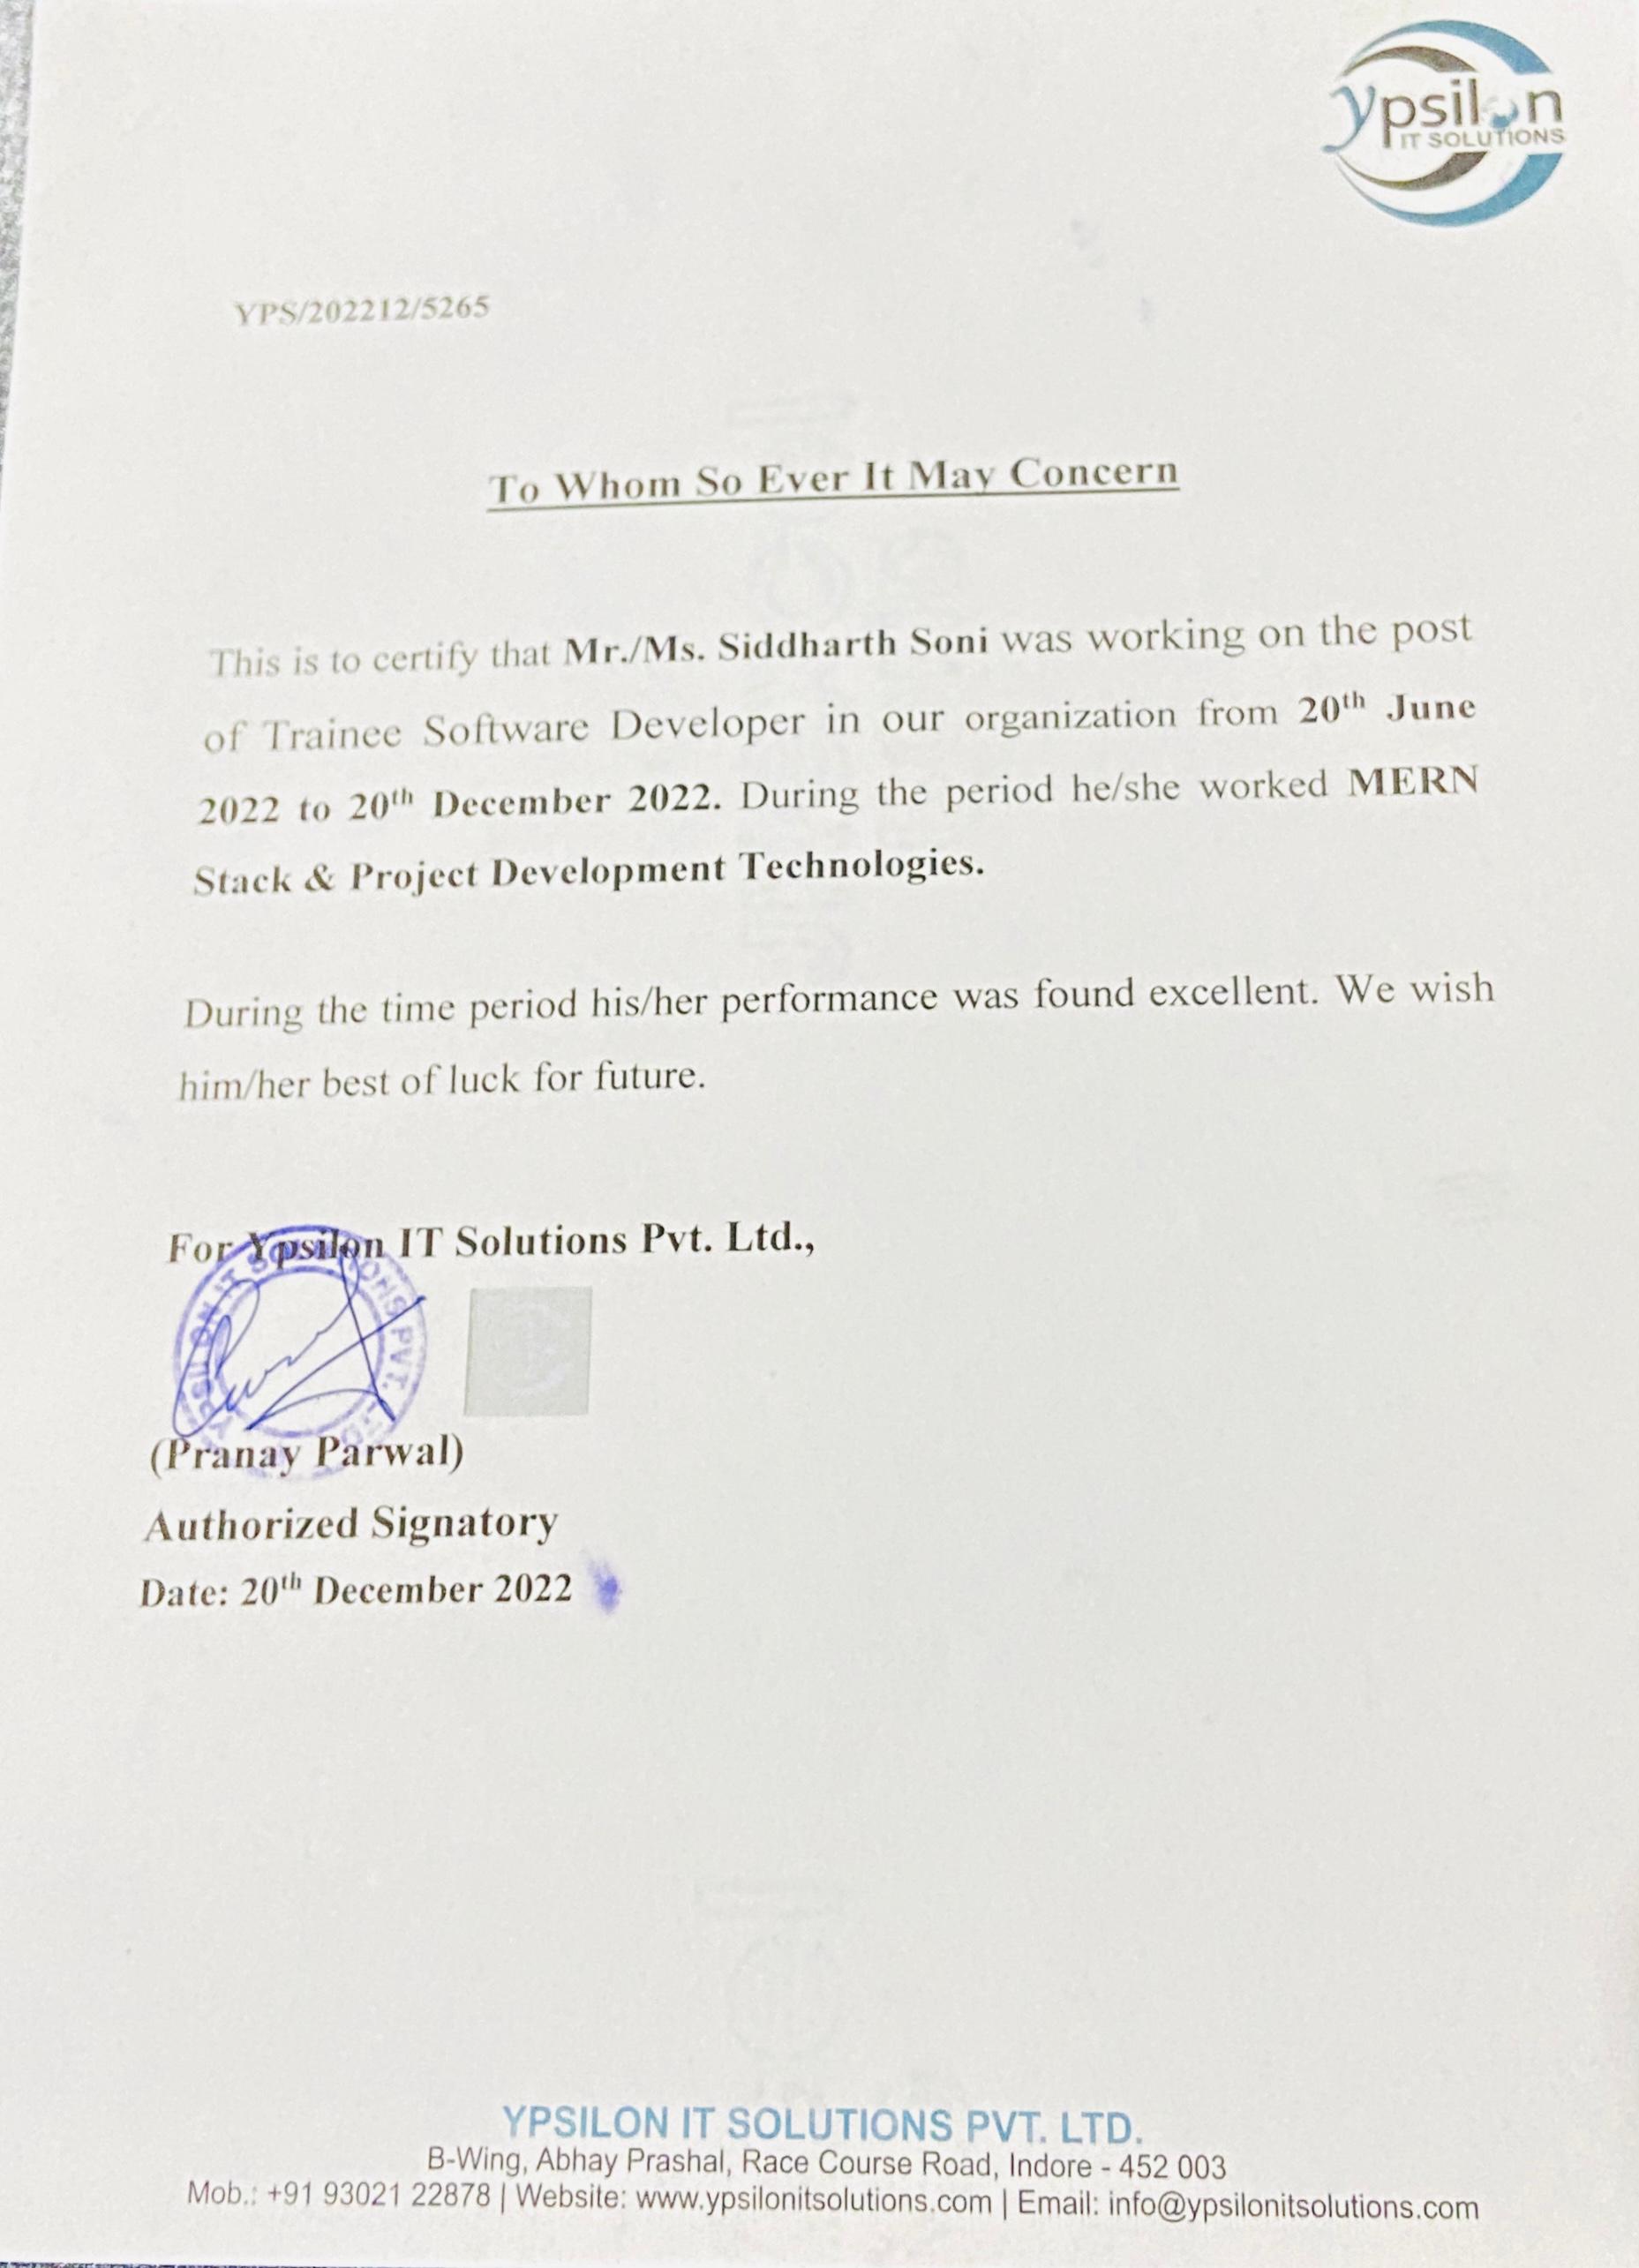 ypsilon
IT SOLUTIONS
YPS/202212/5265
To Whom So Ever It May Concern
This is to certify that Mr./Ms. Siddharth Soni was working on the post
of Trainee Software Developer in our organization from 20th June
2022 to 20th December 2022. During the period he/she worked MERN
Stack & Project Development Technologies.
During the time period his/her performance was found excellent. We wish
him/her best of luck for future.
For Ypsilon IT Solutions Pvt. Ltd.,
YPSILON IT SOLUTIONS PVT. LTD.
(Pranay Parwal)
Authorized Signatory
Date: 20th December 2022
YPSILON IT SOLUTIONS PVT. LTD.
B-Wing, Abhay Prashal, Race Course Road, Indore - 452 003
Mob.: +91 93021 22878 | Website: www.ypsilonitsolutions.com | Email: info@ypsilonitsolutions.com